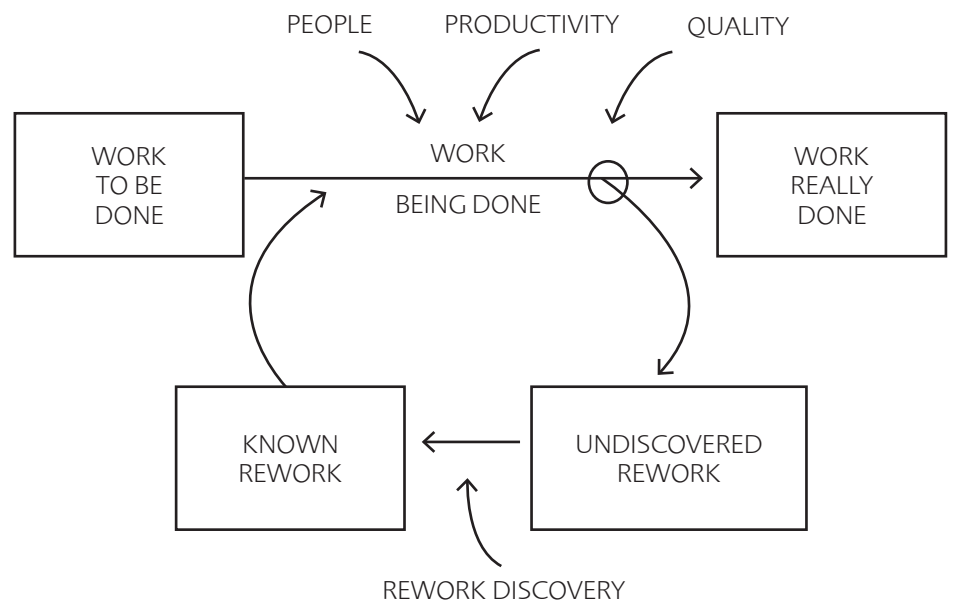 PEOPLE
PRODUCTIVITY
QUALITY
WORK
TO BE
DONE
WORK
BEING DONE
WORK
REALLY
DONE
KNOWN
REWORK
UNDISCOVERED
REWORK
REWORK DISCOVERY